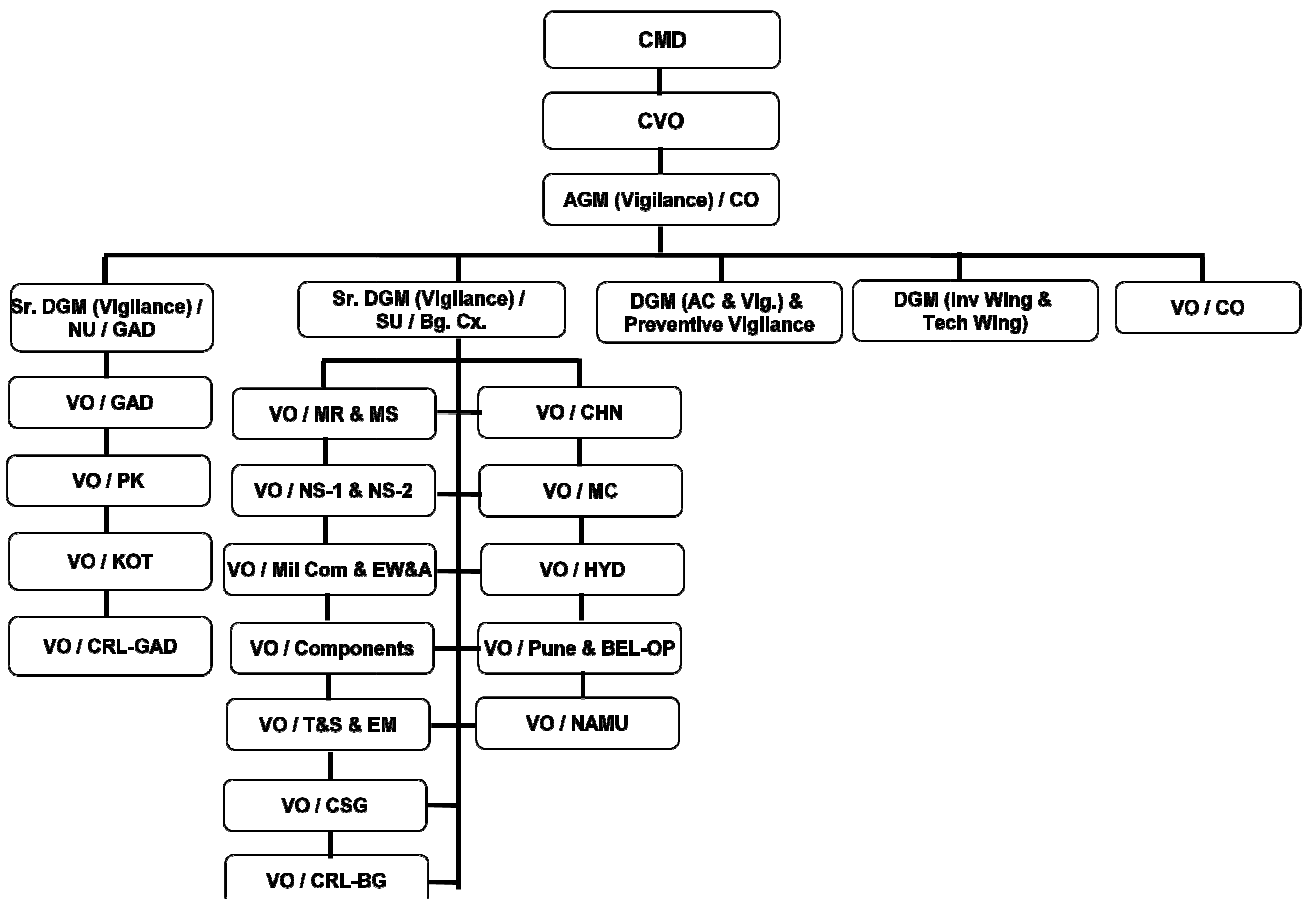 CMD
CVO
AGM (Vigilance) / CO
Sr. DGM (Vigilance) /
NU / GAD
Sr. DGM (Vigilance) /
SU / Bg. Cx.
DGM (AC & Vig.) &
Preventive Vigilance
DGM (Inv Wing &
Tech Wing)
VO / CO
VO / GAD
VO / PK
VO / KOT
VO / CRL-GAD
VO / MR & MS
VO / NS-1 & NS-2
VO / Mil Com & EW&A
VO / Components
VO / T&S & EM
VO / CSG
VO / CRL-BG
VO / CHN
VO / MC
VO / HYD
VO / Pune & BEL-OP
VO / NAMU